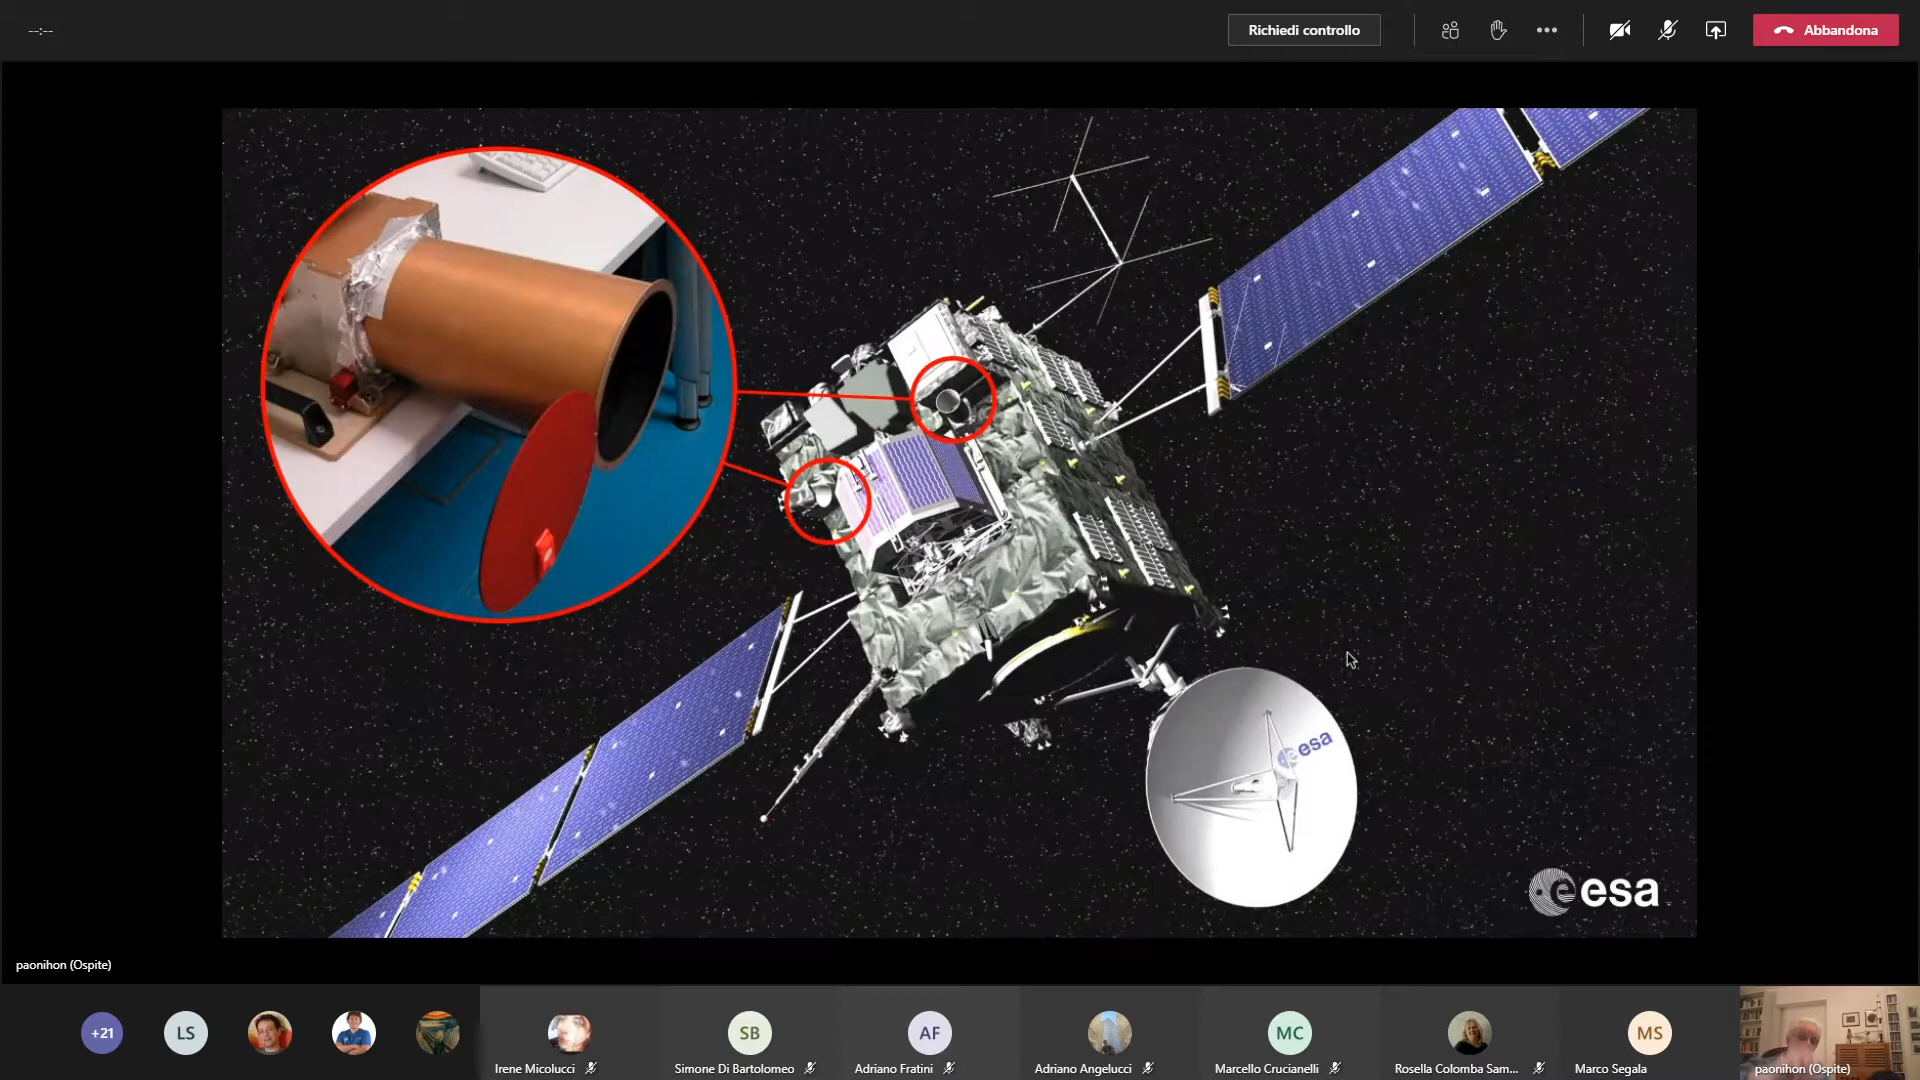 --:--
Richiedi controllo
Abbandona
esa
esa
paonihon (Ospite)
+21
LS
SB
AF
MC
MS
Irene Micolucci
Simone Di Bartolomeo
Adriano Fratini
Adriano Angelucci
Marcello Crucianelli
Rosella Colomba Sam...
Marco Segala
paonihon (Ospite)